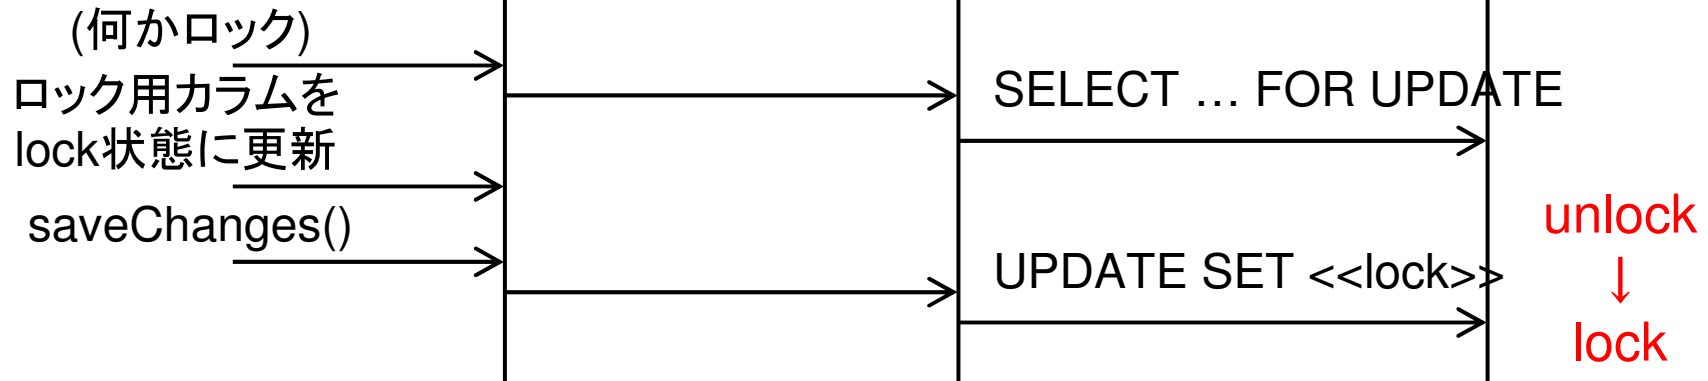 (何かロック)
ロック用カラムを
lock状態に更新
saveChanges()
SELECT … FOR UPDATE
UPDATE SET <<lock>>
unlock
↓
lock